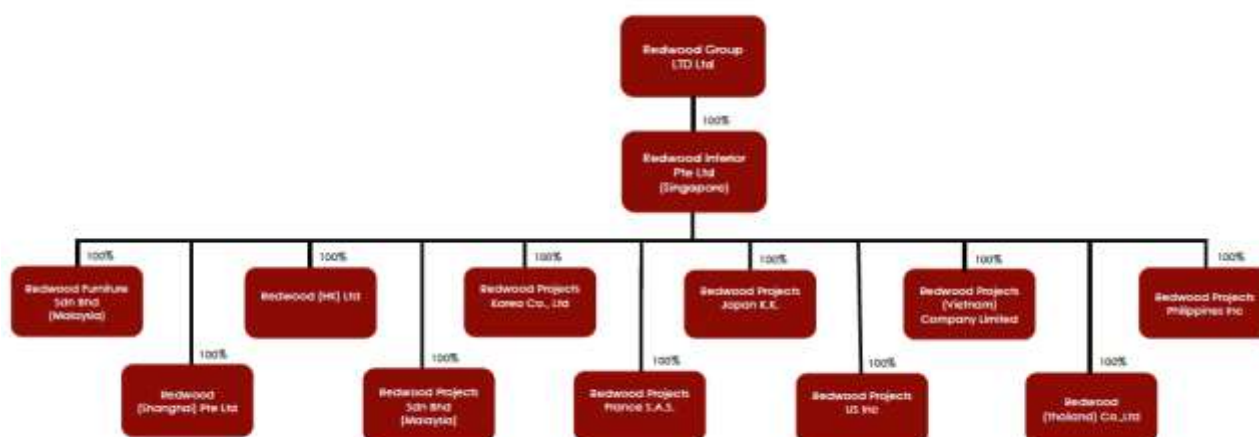 Redwood Group
LTD Ltd
100%
Redwood Interior
Pte Ltd
(Singapore)
100%
Redwood Furniture
Sdn Bhd
(Malaysia)
100%
Redwood (HK) Ltd
100%
Redwood Projects
Korea Co., Ltd
100%
Redwood Projects
Japan K.K.
100%
Redwood Projects
(Vietnam)
Company Limited
100%
Redwood Projects
Philippines Inc
100%
Redwood
(Shanghai) Pte Ltd
100%
Redwood Projects
Sdn Bhd
(Malaysia)
100%
Redwood Projects
France S.A.S.
100%
Redwood Projects
US Inc
100%
Redwood
(Thailand) Co.,Ltd